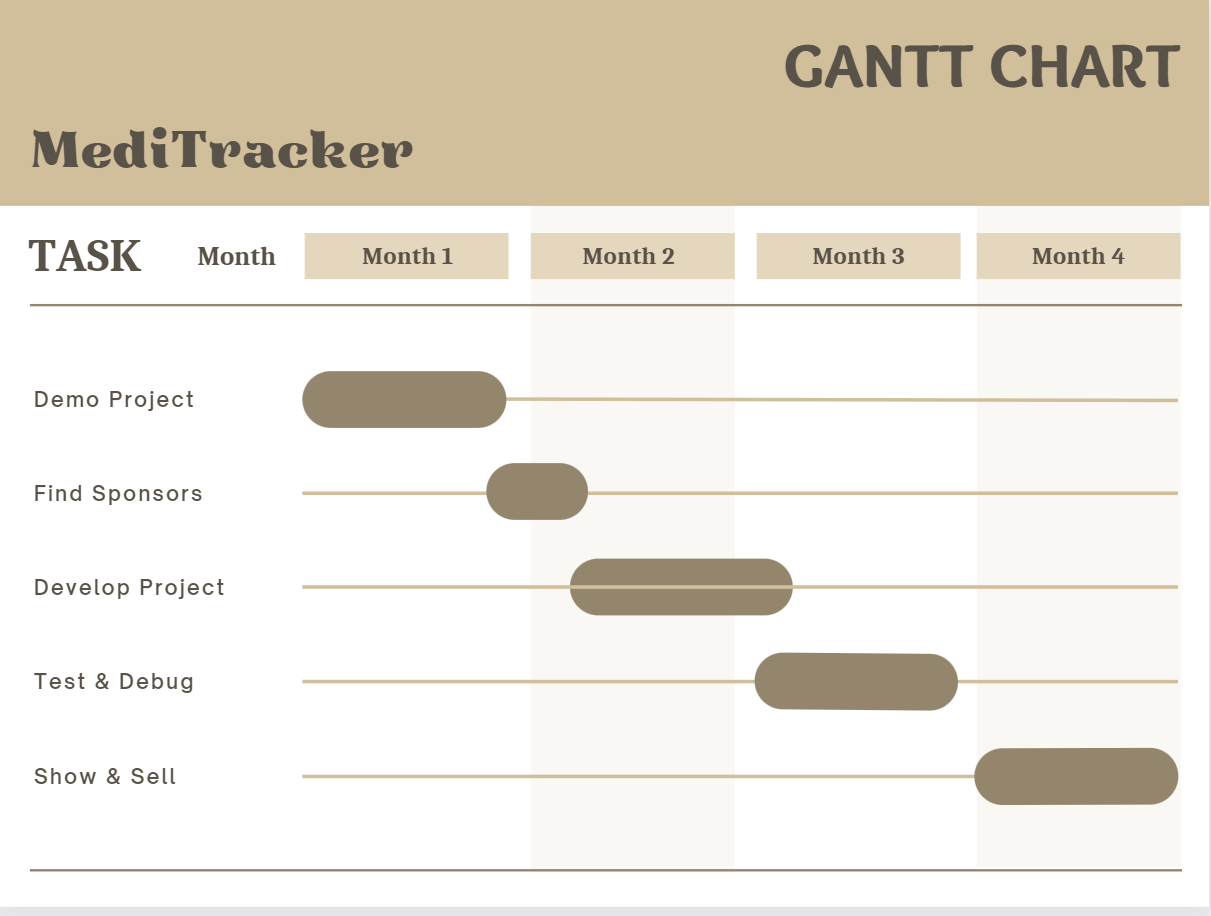 GANTT CHART
MediTracker
TASK Month Month 1 Month 2 Month 3 Month 4
Demo Project
Find Sponsors
Develop Project
Test & Debug
Show & Sell